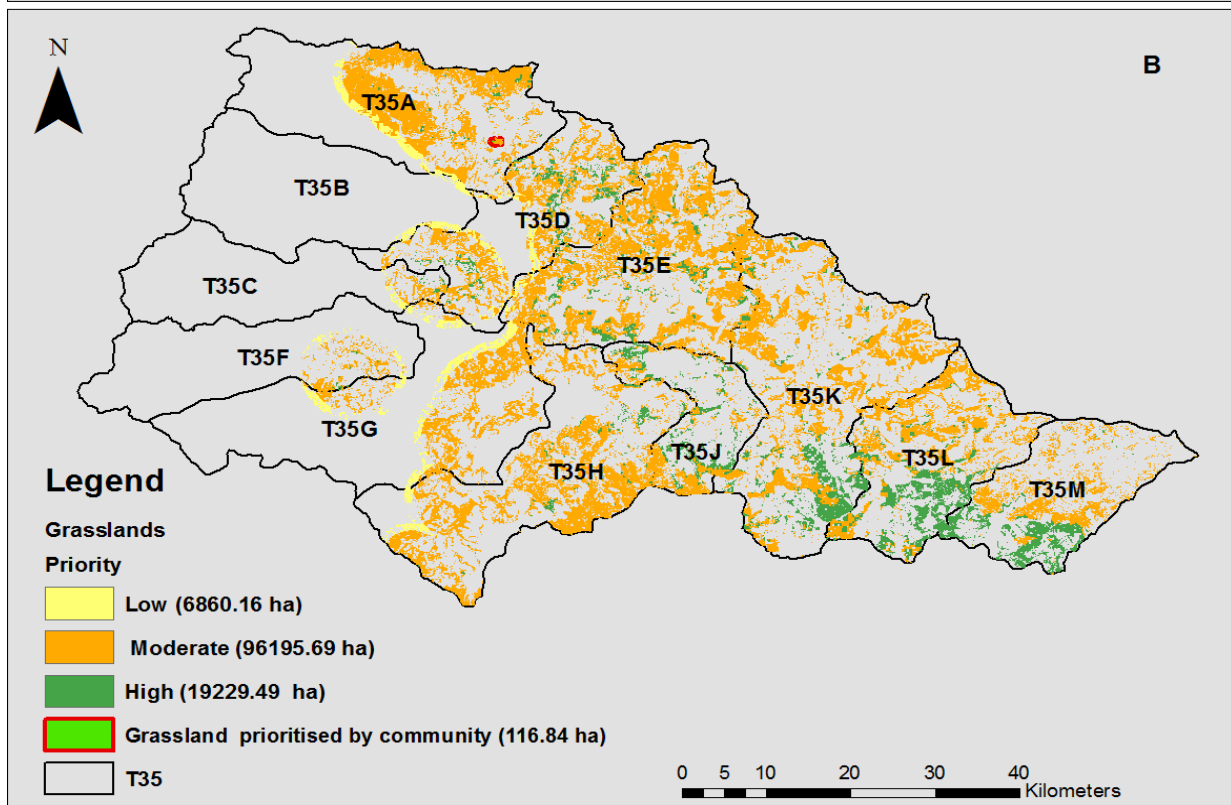 N
B
T35A
T35B
T35D
T35E
T35C
T35F
T35K
T35G
T35J
T35L
T35H
T35M
Legend
Grasslands
Priority
Low (6860.16 ha)
Moderate (96195.69 ha)
High (19229.49 ha)
Grassland prioritised by community (116.84 ha)
T35
0 5 10 20 30 40
Kilometers